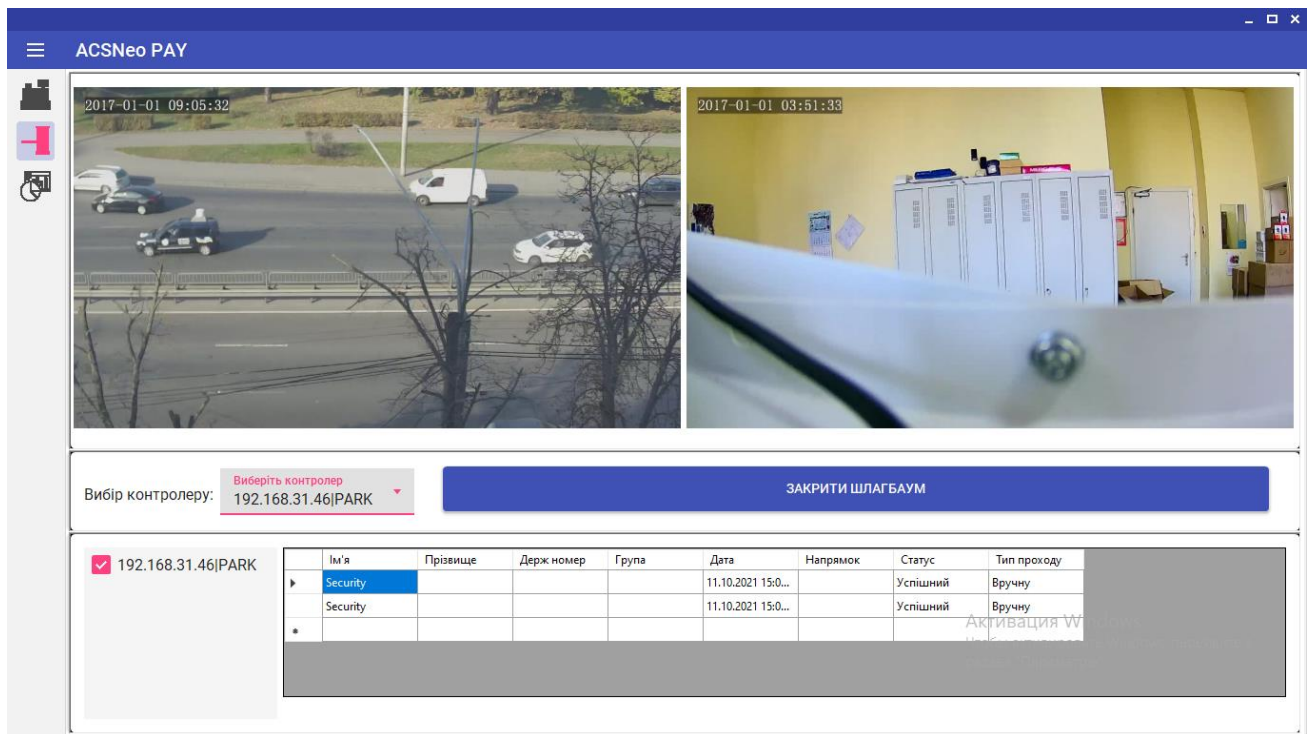 ACSNeo PAY
2017-01-01 09:05:32
2017-01-01 03:51:33
Вибір контролеру:
Виберіть контролер
192.168.31.46|PARK
ЗАКРИТИ ШЛАГБАУМ
192.168.31.46|PARK
Ім'я Прізвище Держ номер Група Дата Напрямок Статус Тип проходу
Security 11.10.2021 15:0... Успішний Вручну
Security 11.10.2021 15:0... Успішний Вручну
Активация Windows